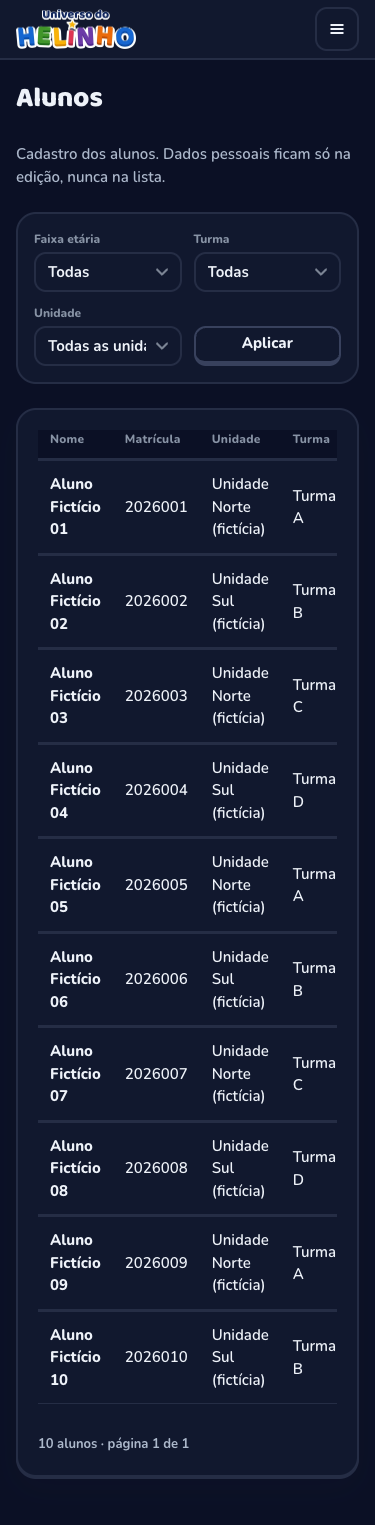 Universo do
HELINHO
Alunos
Cadastro dos alunos. Dados pessoais ficam só na
edição, nunca na lista.
Faixa etária Turma
Todas Todas
Unidade
Todas as unida Aplicar
Nome Matrícula Unidade Turma
Aluno Fictício 01 2026001 Unidade Norte (fictícia) Turma A
Aluno Fictício 02 2026002 Unidade Sul (fictícia) Turma B
Aluno Fictício 03 2026003 Unidade Norte (fictícia) Turma C
Aluno Fictício 04 2026004 Unidade Sul (fictícia) Turma D
Aluno Fictício 05 2026005 Unidade Norte (fictícia) Turma A
Aluno Fictício 06 2026006 Unidade Sul (fictícia) Turma B
Aluno Fictício 07 2026007 Unidade Norte (fictícia) Turma C
Aluno Fictício 08 2026008 Unidade Sul (fictícia) Turma D
Aluno Fictício 09 2026009 Unidade Norte (fictícia) Turma A
Aluno Fictício 10 2026010 Unidade Sul (fictícia) Turma B
10 alunos · página 1 de 1